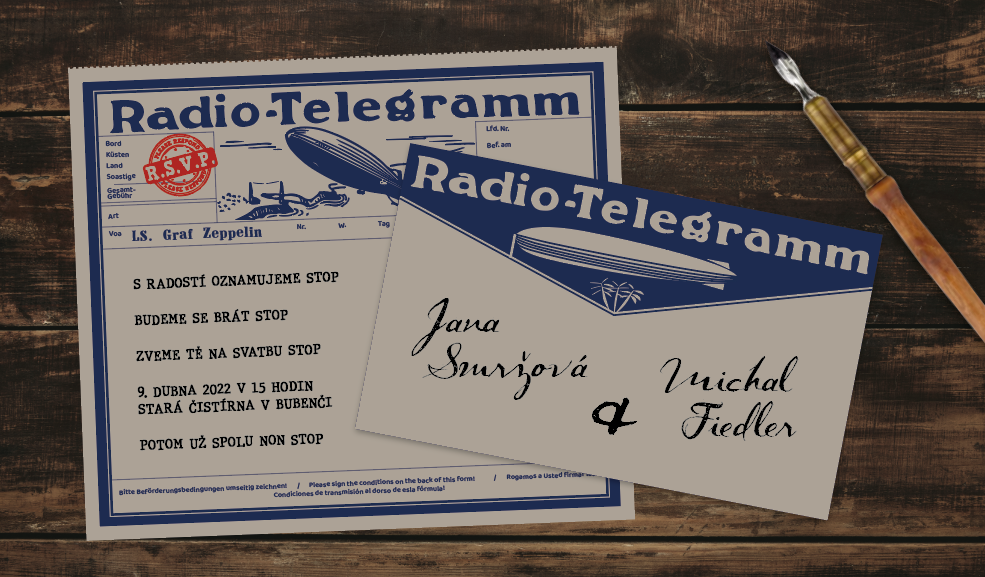 Radio-Telegramm
Bord
Küsten
Land
Soastige
Gesamt-
Gebühr
Art
R.S.V.P.
Lfd. Nr.
Bef. am
Voa LS. Graf Zeppelin Nr. W. Tag
S RADOSTÍ OZNAMUJEME STOP
BUDEME SE BRÁT STOP
ZVEME TĚ NA SVATBU STOP
9. DUBNA 2022 V 15 HODIN
STARÁ ČISTÍRNA V BUBENČI
POTOM UŽ SPOLU NON STOP
Bitte Beförderungsbedingungen umseitig zeichnent / Please sign the conditions on the back of this form! / Rogamos a Usted firmar
Condiciones de transmisión al dorso de esta fórmula!
Radio-Telegramm
Jana
Smržová
&
Michal
Fiedler